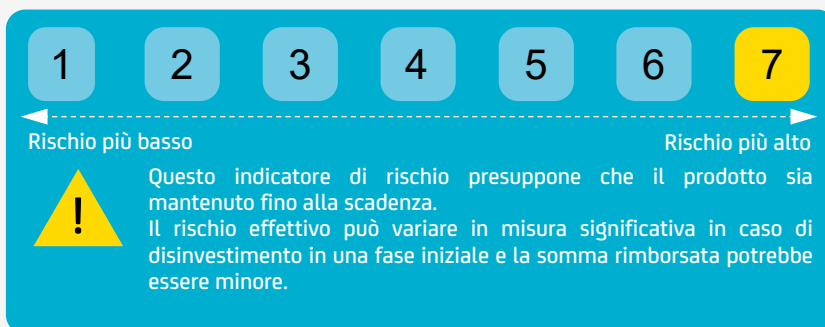 1 2 3 4 5 6 7
Rischio più basso Rischio più alto
Questo indicatore di rischio presuppone che il prodotto sia
mantenuto fino alla scadenza.
Il rischio effettivo può variare in misura significativa in caso di
disinvestimento in una fase iniziale e la somma rimborsata potrebbe
essere minore.
!